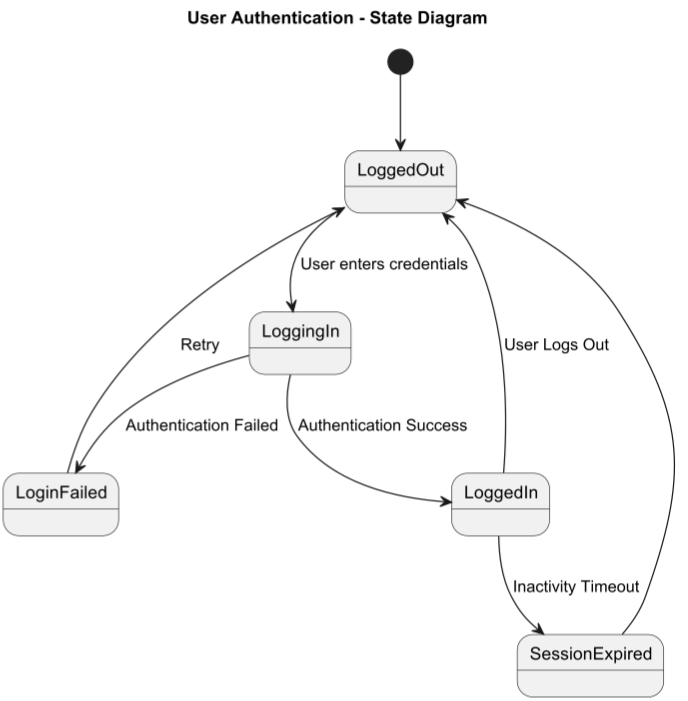 User Authentication - State Diagram
LoggedOut
User enters credentials
LoggingIn
Retry
User Logs Out
Authentication Failed
Authentication Success
LoginFailed
LoggedIn
Inactivity Timeout
SessionExpired